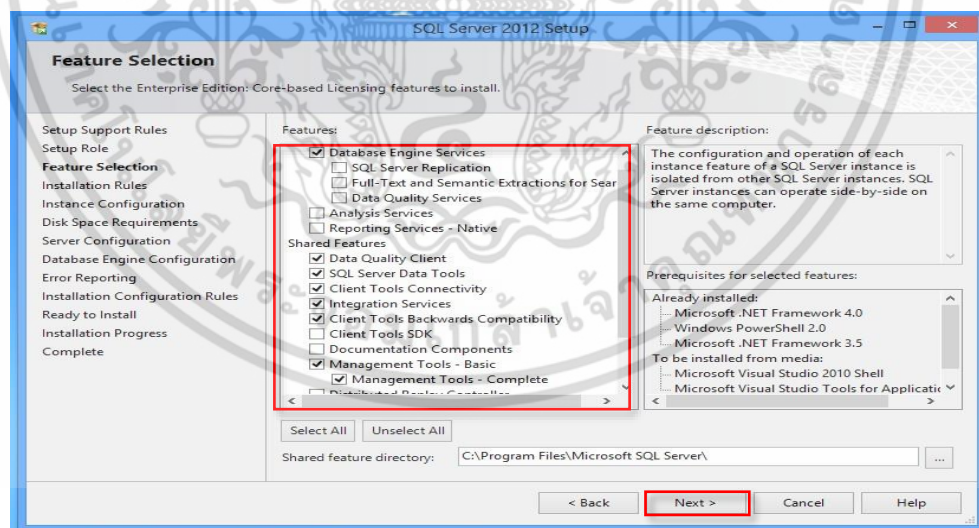 SQL Server 2012 Setup
Feature Selection
Select the Enterprise Edition: Core-based Licensing features to install.
Setup Support Rules
Setup Role
Feature Selection
Installation Rules
Instance Configuration
Disk Space Requirements
Server Configuration
Database Engine Configuration
Error Reporting
Installation Configuration Rules
Ready to Install
Installation Progress
Complete
Features:
Database Engine Services
SQL Server Replication
Full-Text and Semantic Extractions for Sear
Data Quality Services
Analysis Services
Reporting Services - Native
Shared Features
Data Quality Client
SQL Server Data Tools
Client Tools Connectivity
Integration Services
Client Tools Backwards Compatibility
Client Tools SDK
Documentation Components
Management Tools - Basic
Management Tools - Complete
Distributed Replay Controller
Select All
Unselect All
Feature description:
The configuration and operation of each
instance feature of a SQL Server instance is
isolated from other SQL Server instances. SQL
Server instances can operate side-by-side on
the same computer.
Prerequisites for selected features:
Already installed:
Microsoft .NET Framework 4.0
Windows PowerShell 2.0
Microsoft .NET Framework 3.5
To be installed from media:
Microsoft Visual Studio 2010 Shell
Microsoft Visual Studio Tools for Applicatic
Shared feature directory:
C:\Program Files\Microsoft SQL Server\
...
< Back
Next >
Cancel
Help